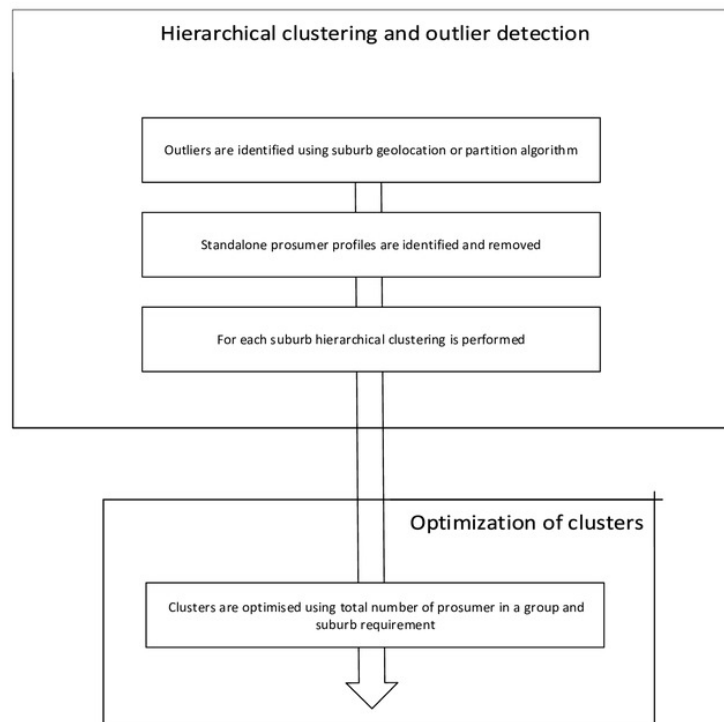 Hierarchical clustering and outlier detection
Outliers are identified using suburb geolocation or partition algorithm
Standalone prosumer profiles are identified and removed
For each suburb hierarchical clustering is performed
Optimization of clusters
Clusters are optimised using total number of prosumer in a group and
suburb requirement